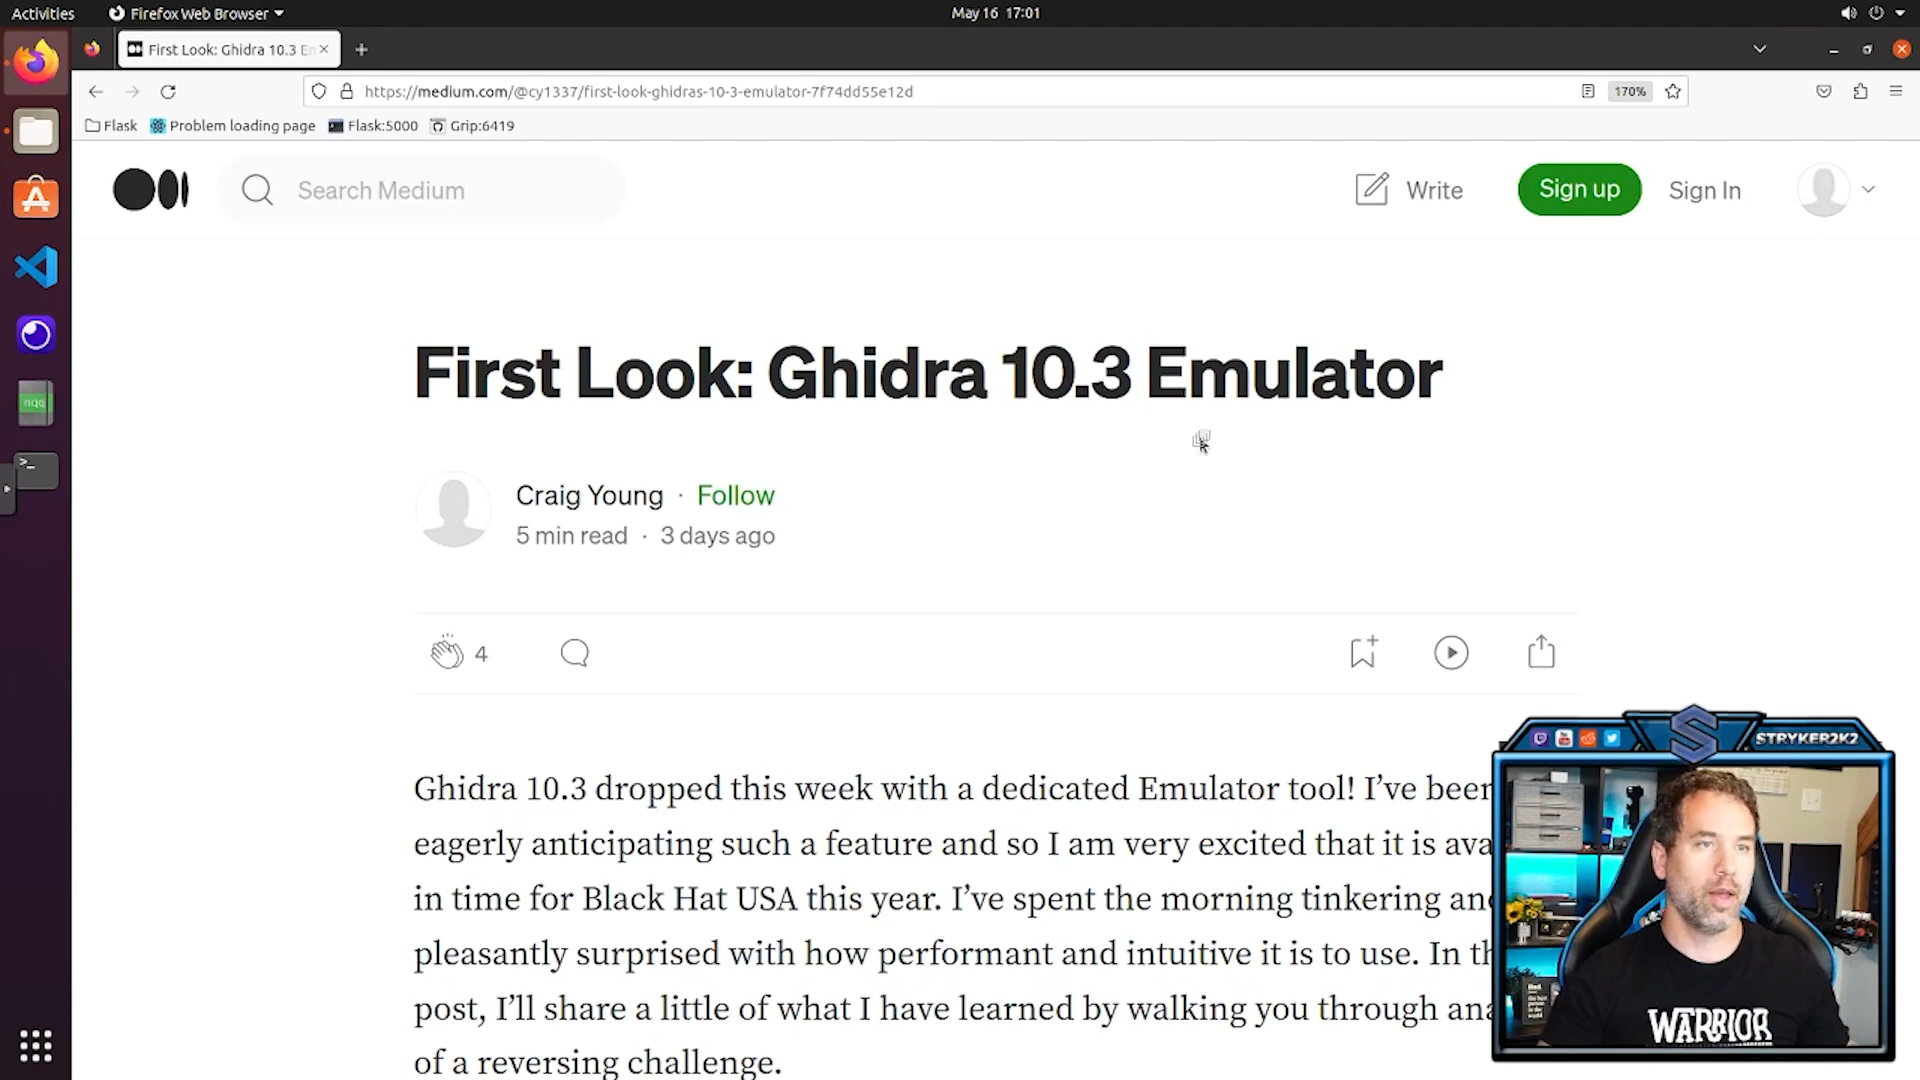 Activities
Firefox Web Browser
May 16 17:01
First Look: Ghidra 10.3 Em
https://medium.com/@cy1337/first-look-ghidras-10-3-emulator-7f74dd55e12d
170%
Flask
Problem loading page
Flask:5000
Grip:6419
Search Medium
Write
Sign up
Sign In
First Look: Ghidra 10.3 Emulator
Craig Young · Follow
5 min read · 3 days ago
4
Ghidra 10.3 dropped this week with a dedicated Emulator tool! I’ve been
eagerly anticipating such a feature and so I am very excited that it is ava
in time for Black Hat USA this year. I’ve spent the morning tinkering and
pleasantly surprised with how performant and intuitive it is to use. In th
post, I’ll share a little of what I have learned by walking you through ana
of a reversing challenge.
STRYKER2K2
WARRIOR